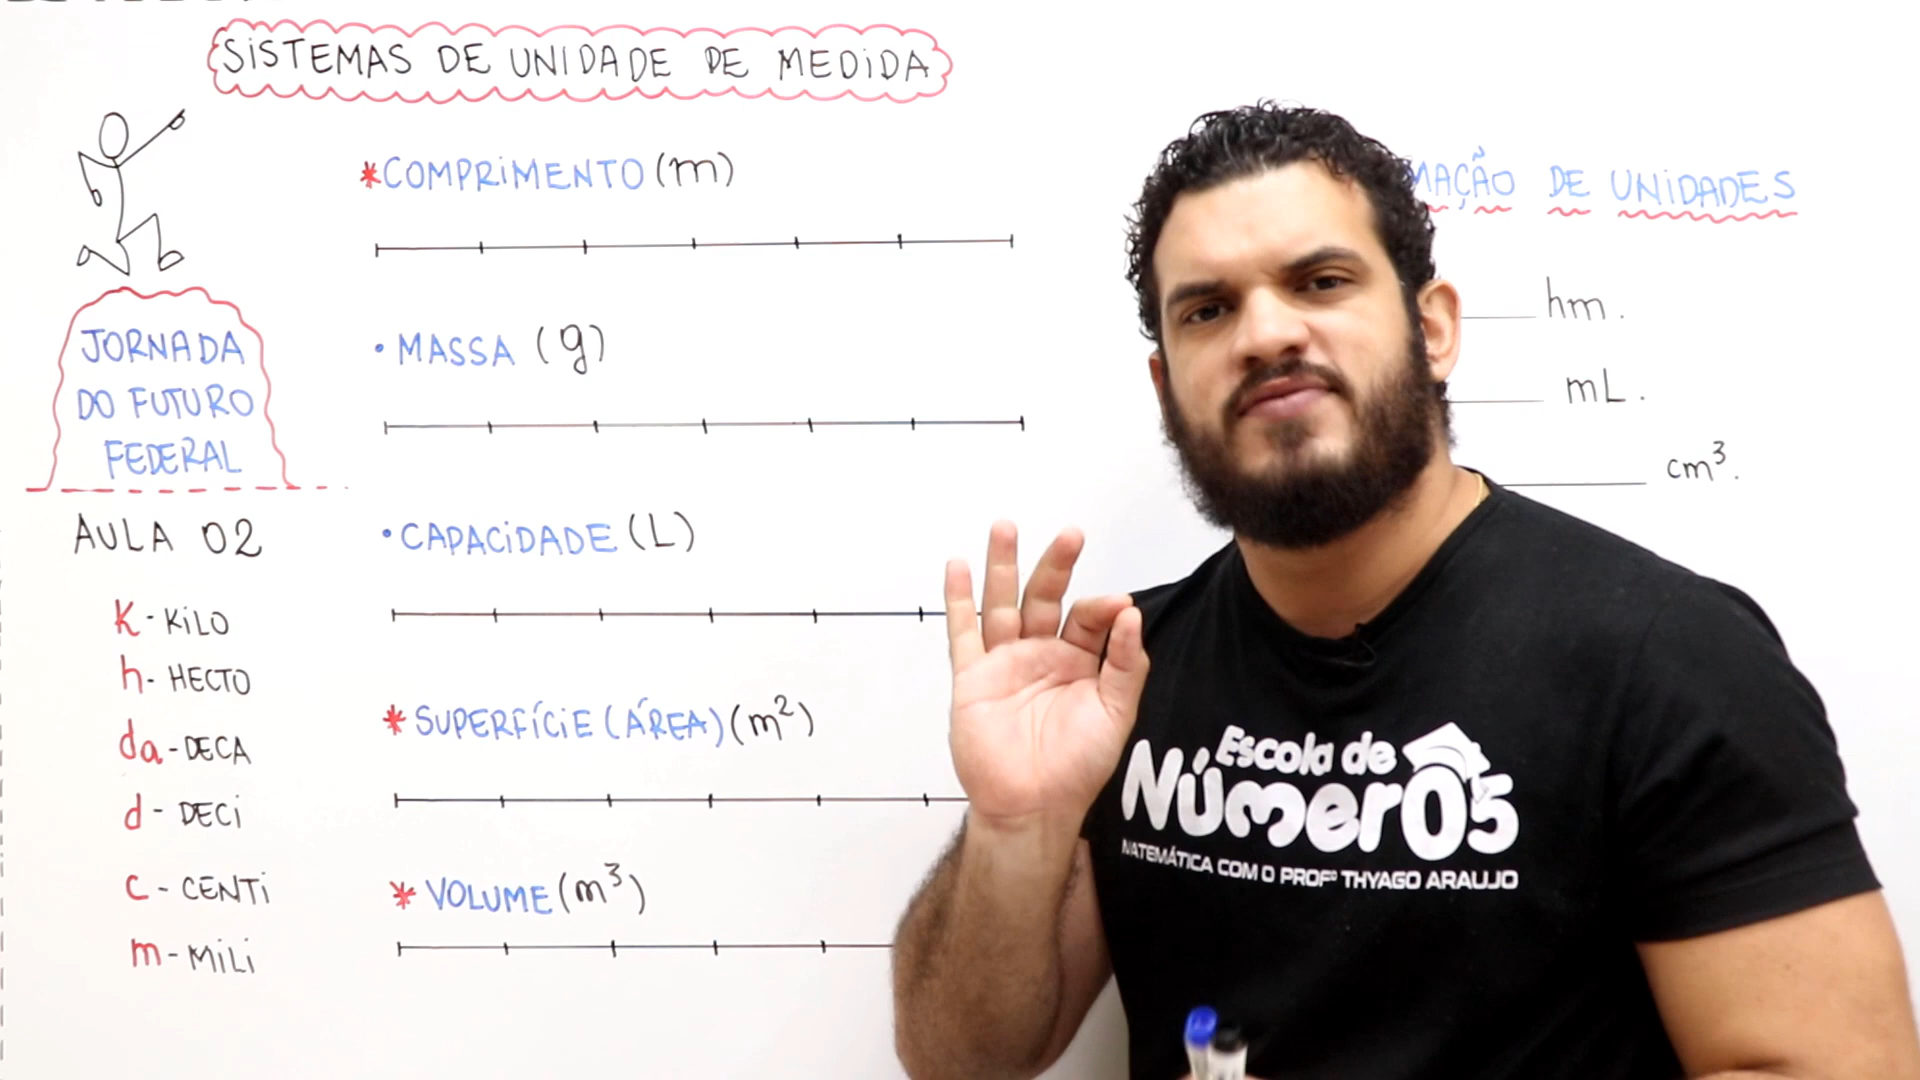 SISTEMAS DE UNIDADE DE MEDIDA
*COMPRIMENTO (m)
• MASSA (g)
• CAPACIDADE (L)
* SUPERFÍCIE (ÁREA) (m²)
* VOLUME (m³)
JORNADA
DO FUTURO
FEDERAL
AULA 02
K - KILO
h - HECTO
da - DECA
d - DECI
c - CENTI
m - MILI
DE UNIDADES
hm.
mL.
cm³.
Escola de
Númer05
MATEMÁTICA COM O PROFº THYAGO ARAUJO